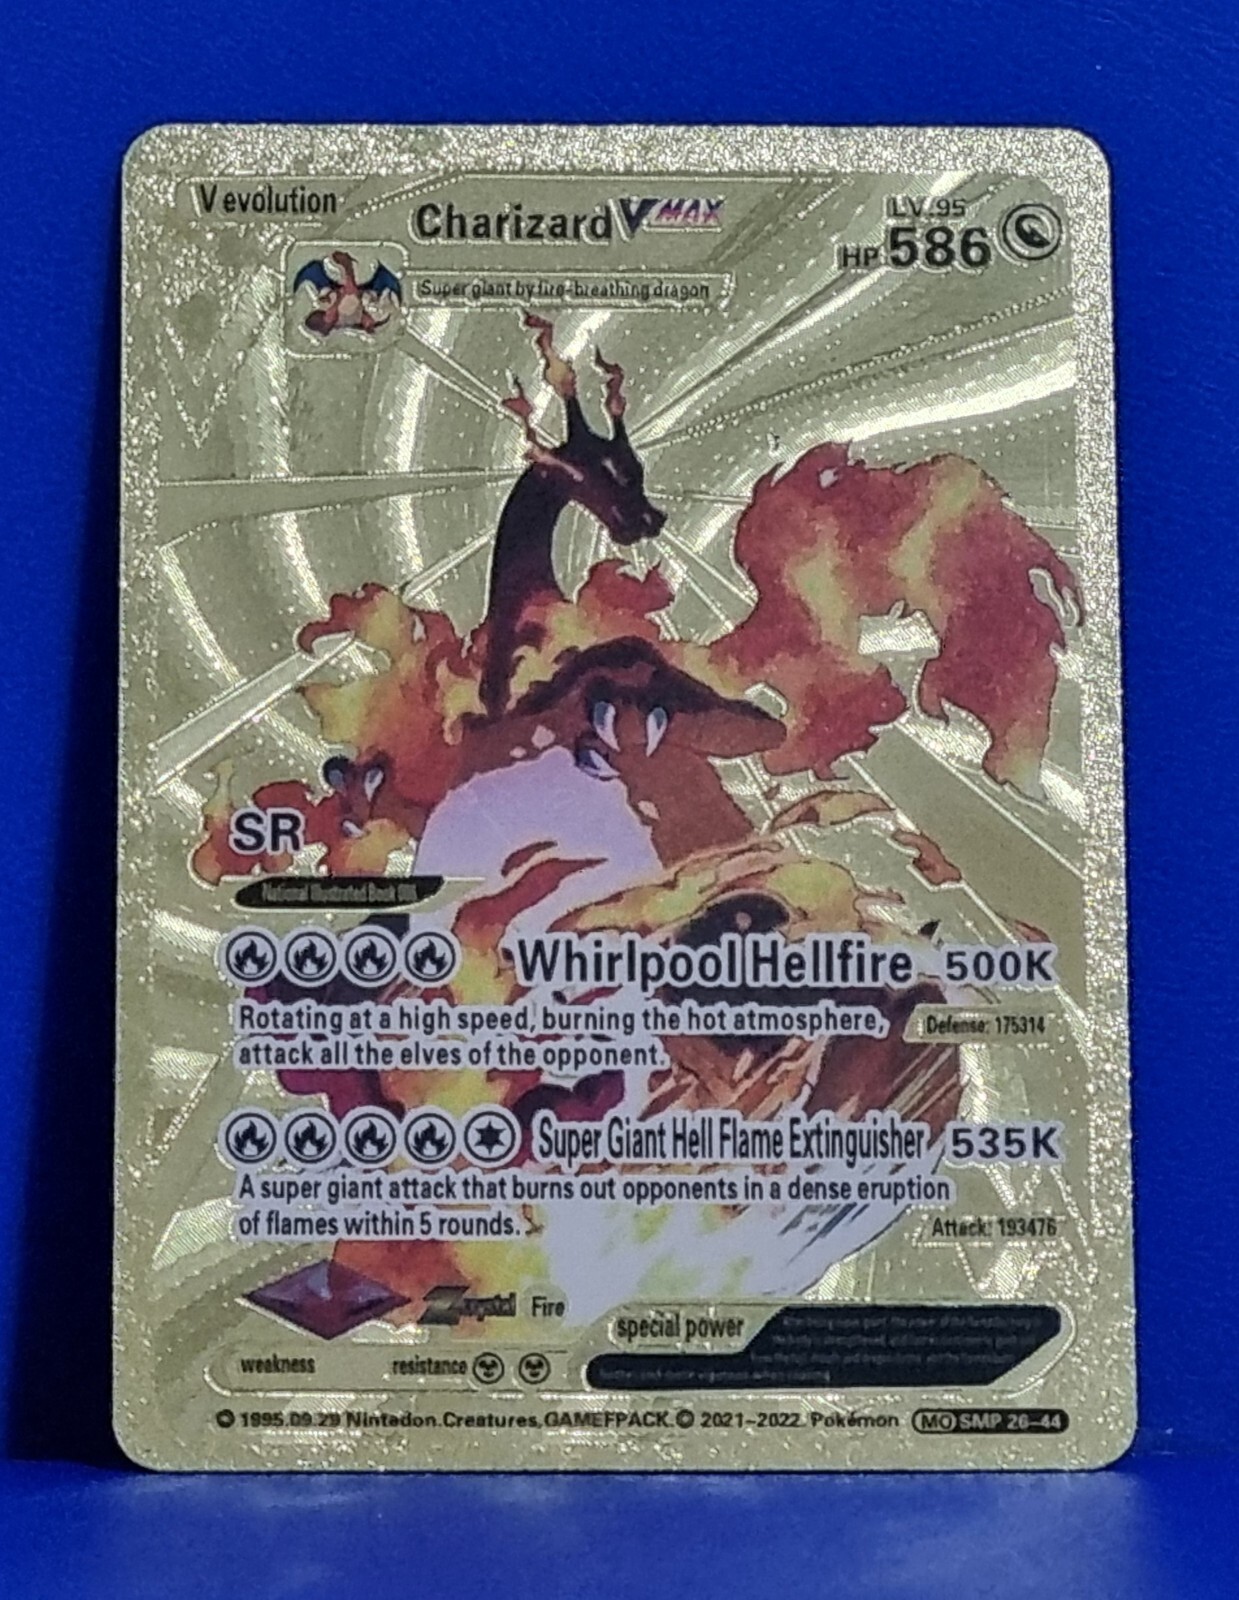 V evolution
Charizard VMAX
LV.95
HP 586
Super giant by fire-breathing dragon
SR
National Illustrated Book
Whirlpool Hellfire 500K
Rotating at a high speed, burning the hot atmosphere,
Defense: 175314
attack all the elves of the opponent.
Super Giant Hell Flame Extinguisher 535K
A super giant attack that burns out opponents in a dense eruption
of flames within 5 rounds.
Attack: 193476
Fire
special power
weakness resistance
© 1995.09.29 Nintadon.Creatures,GAMEFPACK.© 2021-2022 Pokémon MO SMP 26-44